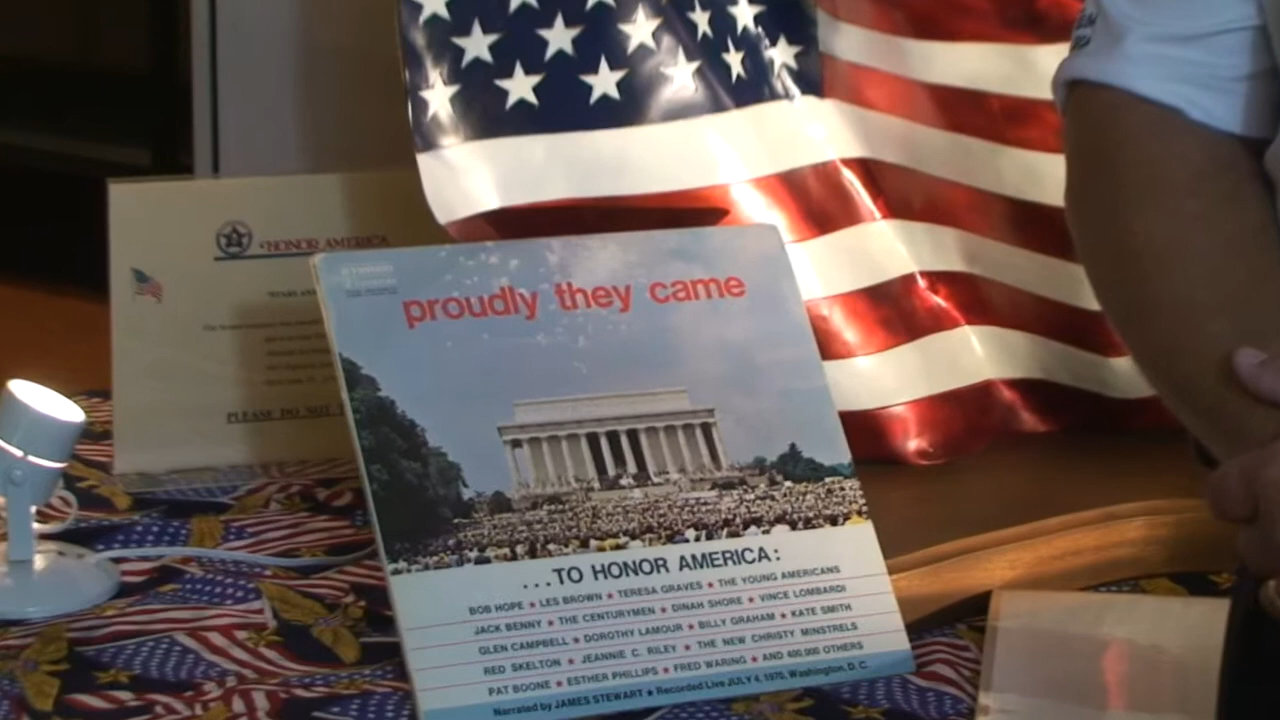 HONOR AMERICA
PLEASE DO NOT
proudly they came
...TO HONOR AMERICA:
BOB HOPE ★ LES BROWN ★ TERESA GRAVES ★ THE YOUNG AMERICANS
JACK BENNY ★ THE CENTURYMEN ★ DINAH SHORE ★ VINCE LOMBARDI
GLEN CAMPBELL ★ DOROTHY LAMOUR ★ BILLY GRAHAM ★ KATE SMITH
RED SKELTON ★ JEANNIE C. RILEY ★ THE NEW CHRISTY MINSTRELS
PAT BOONE ★ ESTHER PHILLIPS ★ FRED WARING ★ AND 400,000 OTHERS
Narrated by JAMES STEWART ★ Recorded Live JULY 4, 1970, Washington, D.C.